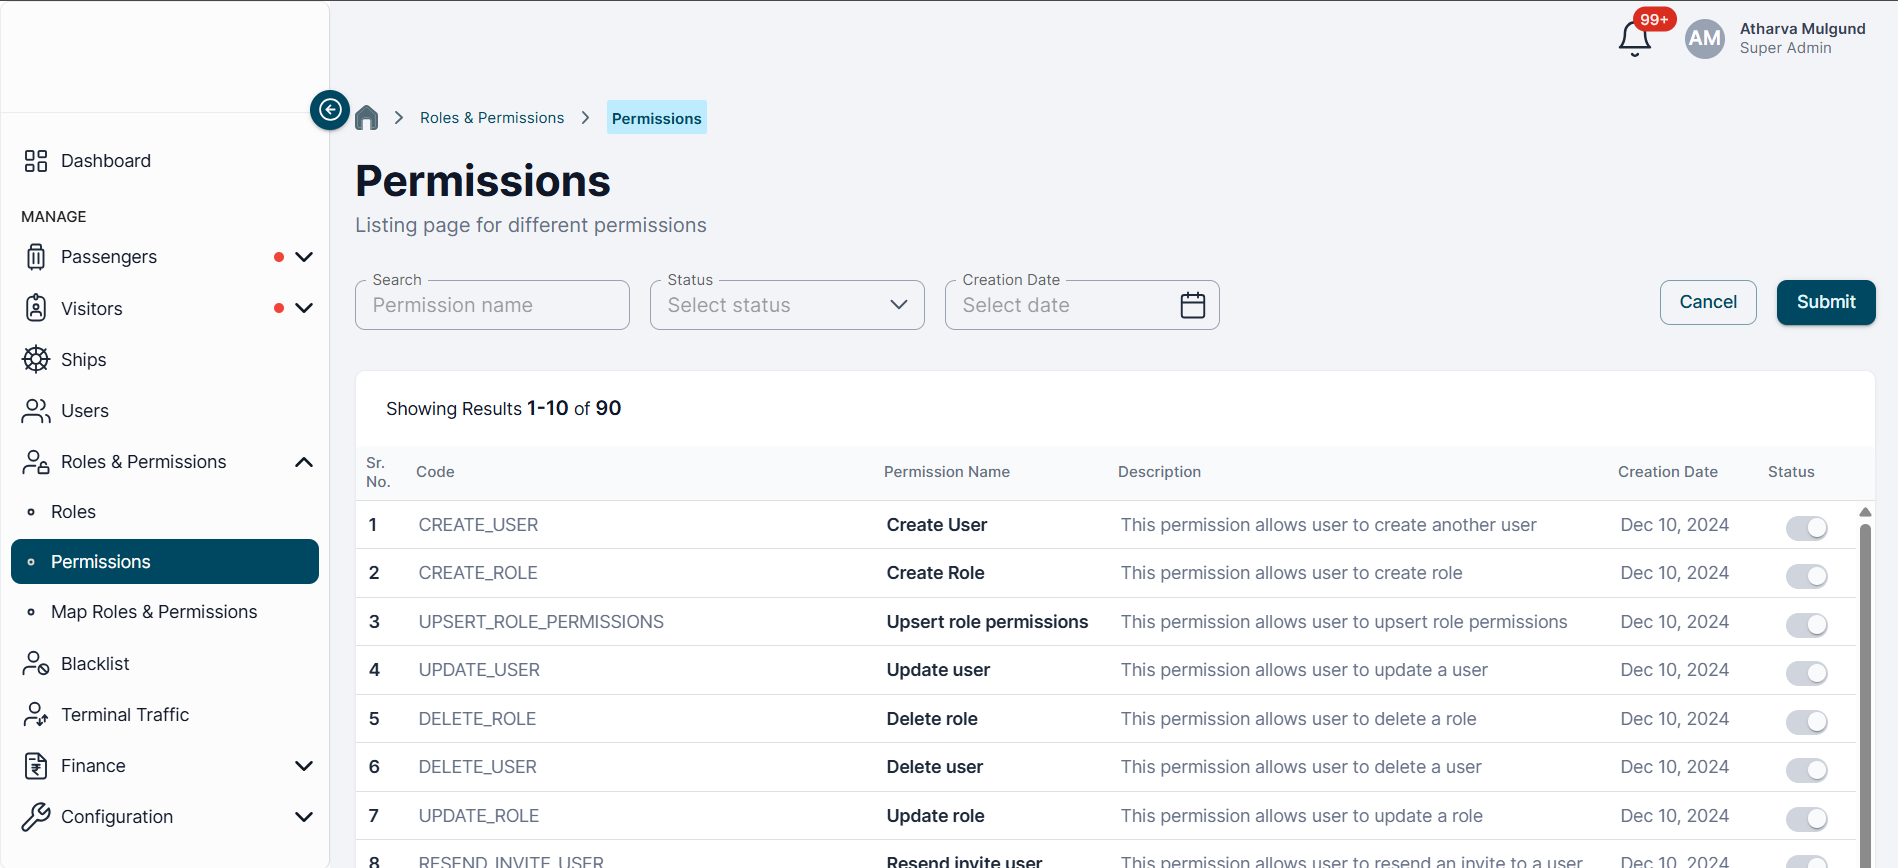 99+
AM
Atharva Mulgund
Super Admin
Roles & Permissions
Permissions
Dashboard
MANAGE
Passengers
Visitors
Ships
Users
Roles & Permissions
Roles
Permissions
Map Roles & Permissions
Blacklist
Terminal Traffic
Finance
Configuration
Permissions
Listing page for different permissions
Search
Permission name
Status
Select status
Creation Date
Select date
Cancel
Submit
Showing Results 1-10 of 90
Sr. No. Code Permission Name Description Creation Date Status
1 CREATE_USER Create User This permission allows user to create another user Dec 10, 2024
2 CREATE_ROLE Create Role This permission allows user to create role Dec 10, 2024
3 UPSERT_ROLE_PERMISSIONS Upsert role permissions This permission allows user to upsert role permissions Dec 10, 2024
4 UPDATE_USER Update user This permission allows user to update a user Dec 10, 2024
5 DELETE_ROLE Delete role This permission allows user to delete a role Dec 10, 2024
6 DELETE_USER Delete user This permission allows user to delete a user Dec 10, 2024
7 UPDATE_ROLE Update role This permission allows user to update a role Dec 10, 2024
8 RESEND_INVITE_USER Resend invite user This permission allows user to resend an invite to a user Dec 10, 2024